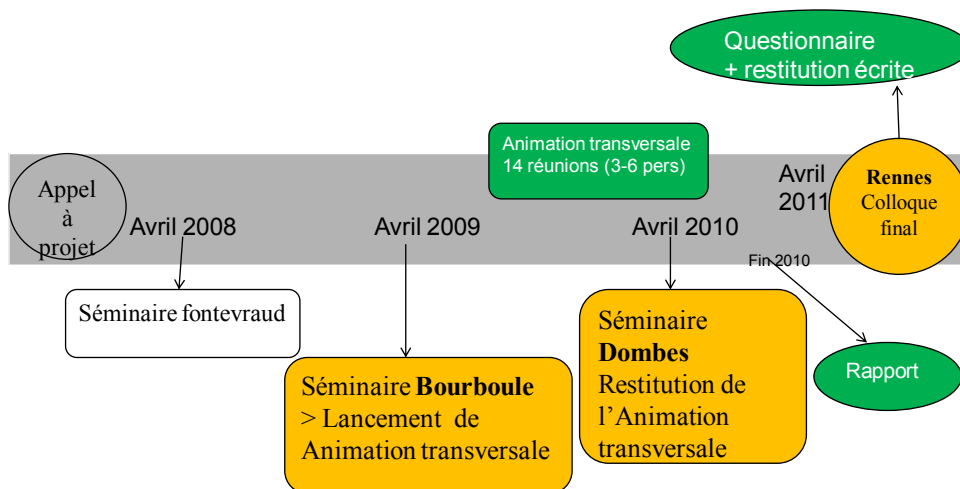 Questionnaire
+ restitution écrite
Animation transversale
14 réunions (3-6 pers)
Appel
à
projet
Avril 2008
Avril 2009
Avril 2010
Avril
2011
Rennes
Colloque
final
Fin 2010
Séminaire fontevraud
Séminaire Bourboule
> Lancement de
Animation transversale
Séminaire
Dombes
Restitution de
l’Animation
transversale
Rapport